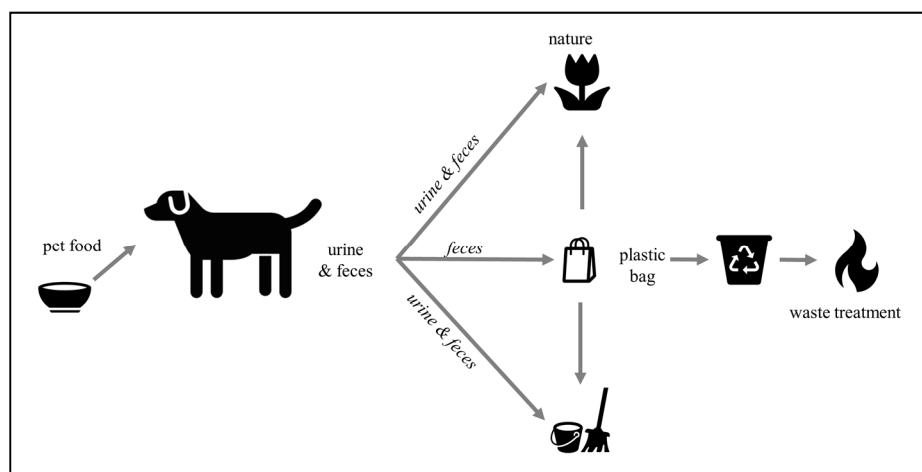 nature
urine & feces
pet food
urine
& feces
feces
plastic
bag
waste treatment
urine & feces